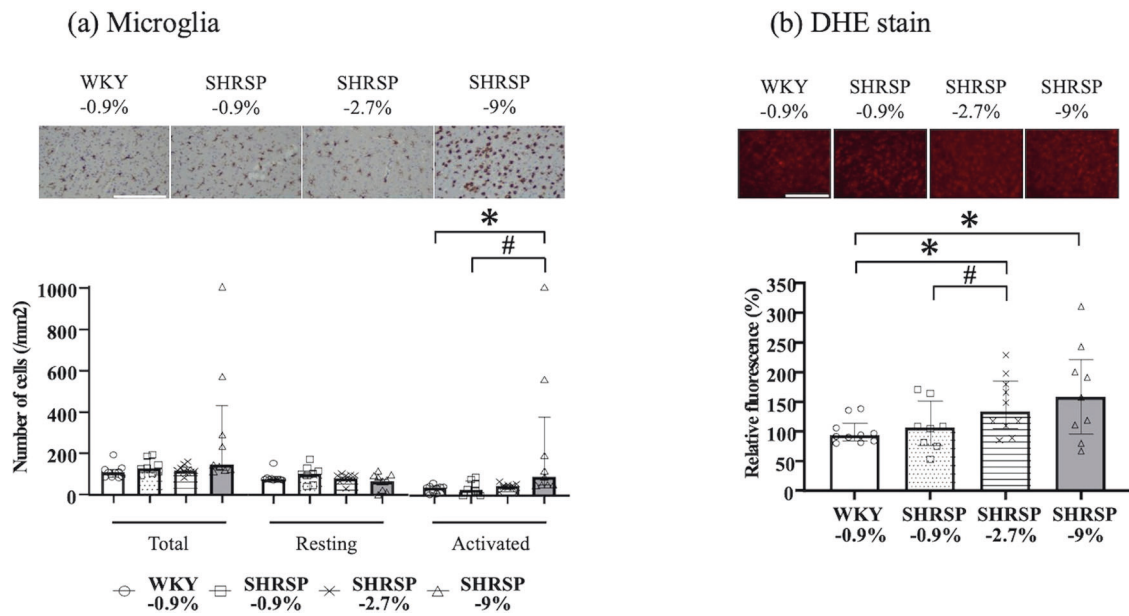 (a) Microglia
WKY
-0.9%
SHRSP
-0.9%
SHRSP
-2.7%
SHRSP
-9%
*
#
Number of cells (/mm2)
1000
800
600
400
200
0
Total
Resting
Activated
WKY
-0.9%
SHRSP
-0.9%
SHRSP
-2.7%
SHRSP
-9%
(b) DHE stain
WKY
-0.9%
SHRSP
-0.9%
SHRSP
-2.7%
SHRSP
-9%
*
*
#
Relative fluorescence (%)
350
300
250
200
150
100
50
0
WKY
-0.9%
SHRSP
-0.9%
SHRSP
-2.7%
SHRSP
-9%